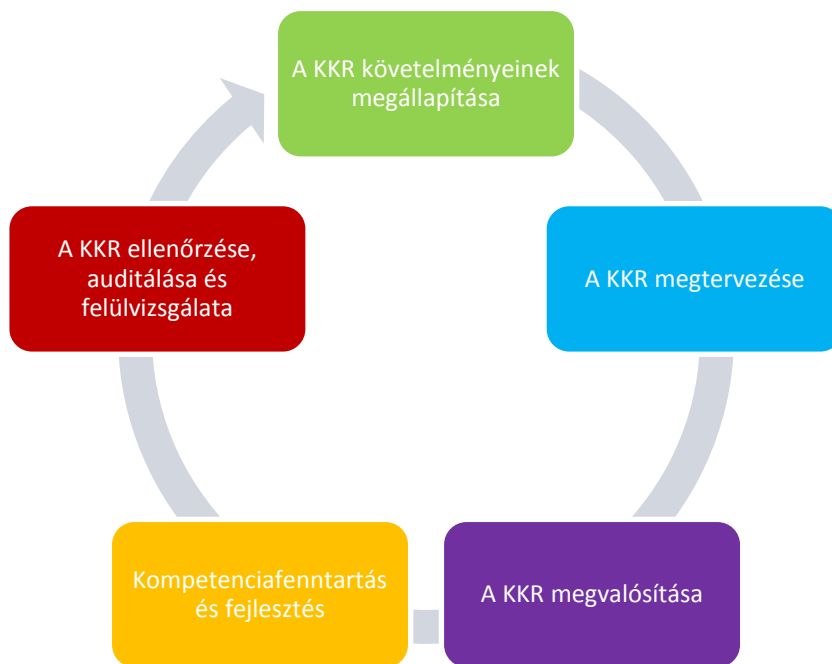 A KKR követelményeinek
megállapítása
A KKR megtervezése
A KKR megvalósítása
Kompetenciafenntartás
és fejlesztés
A KKR ellenőrzése,
auditálása és
felülvizsgálata